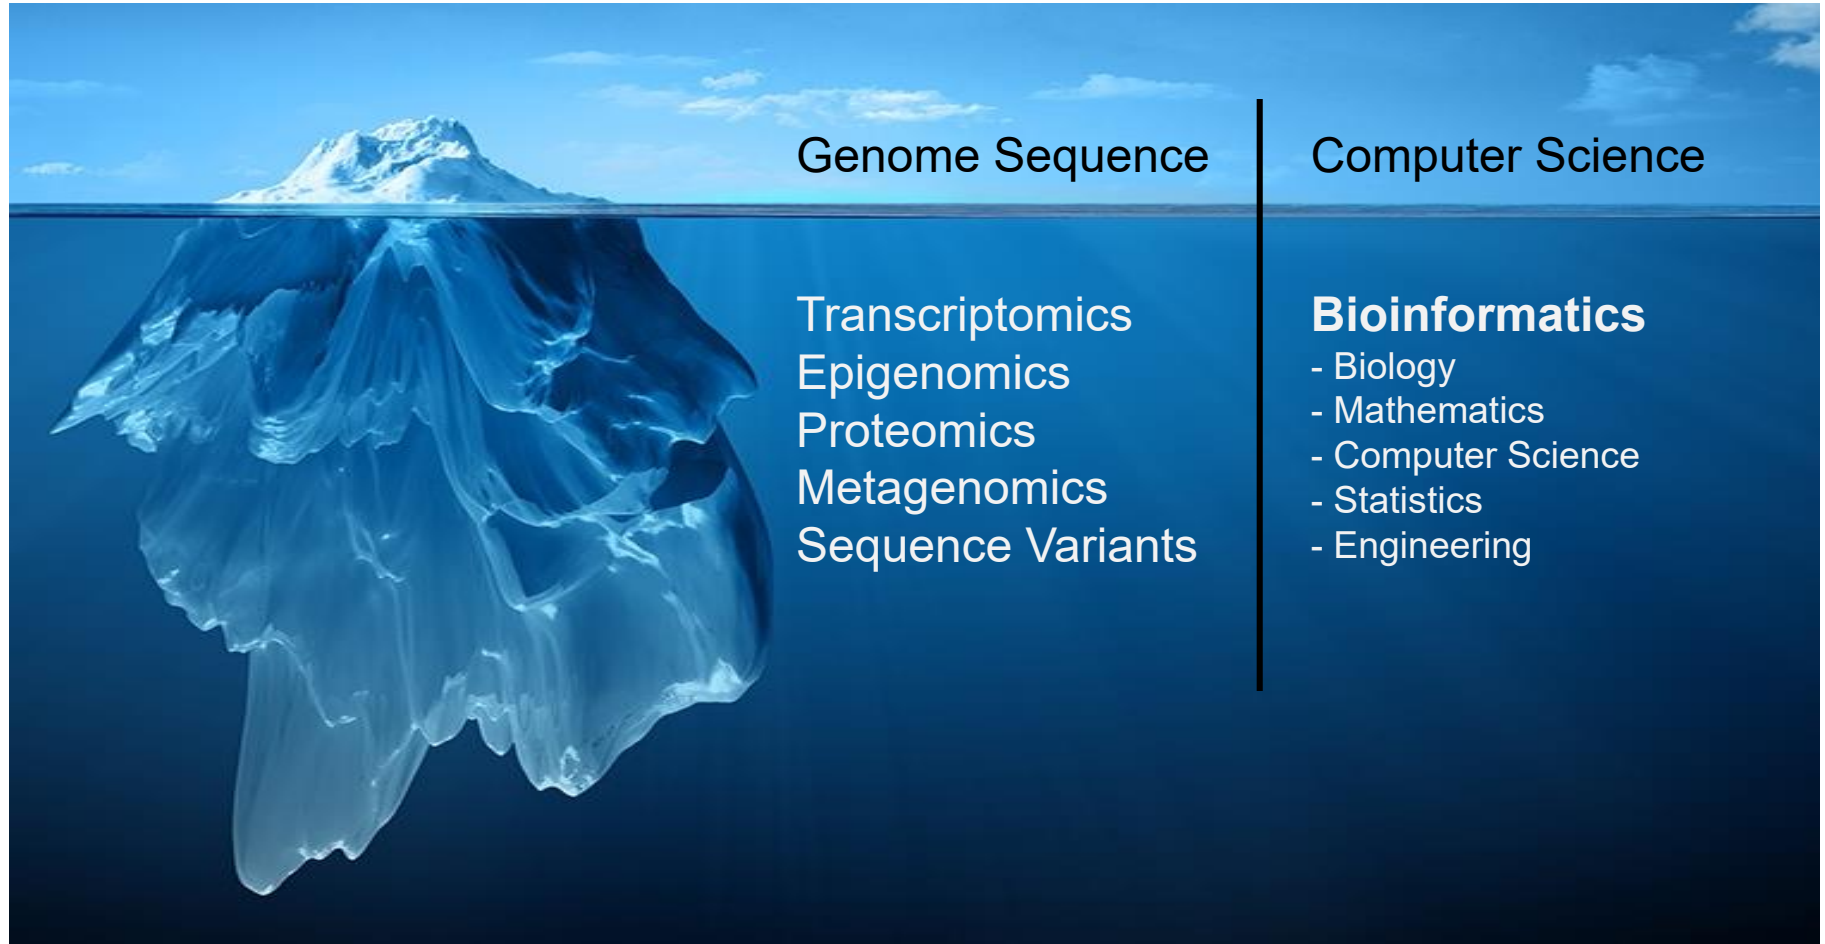 Genome Sequence
Computer Science
Transcriptomics
Epigenomics
Proteomics
Metagenomics
Sequence Variants
Bioinformatics
- Biology
- Mathematics
- Computer Science
- Statistics
- Engineering